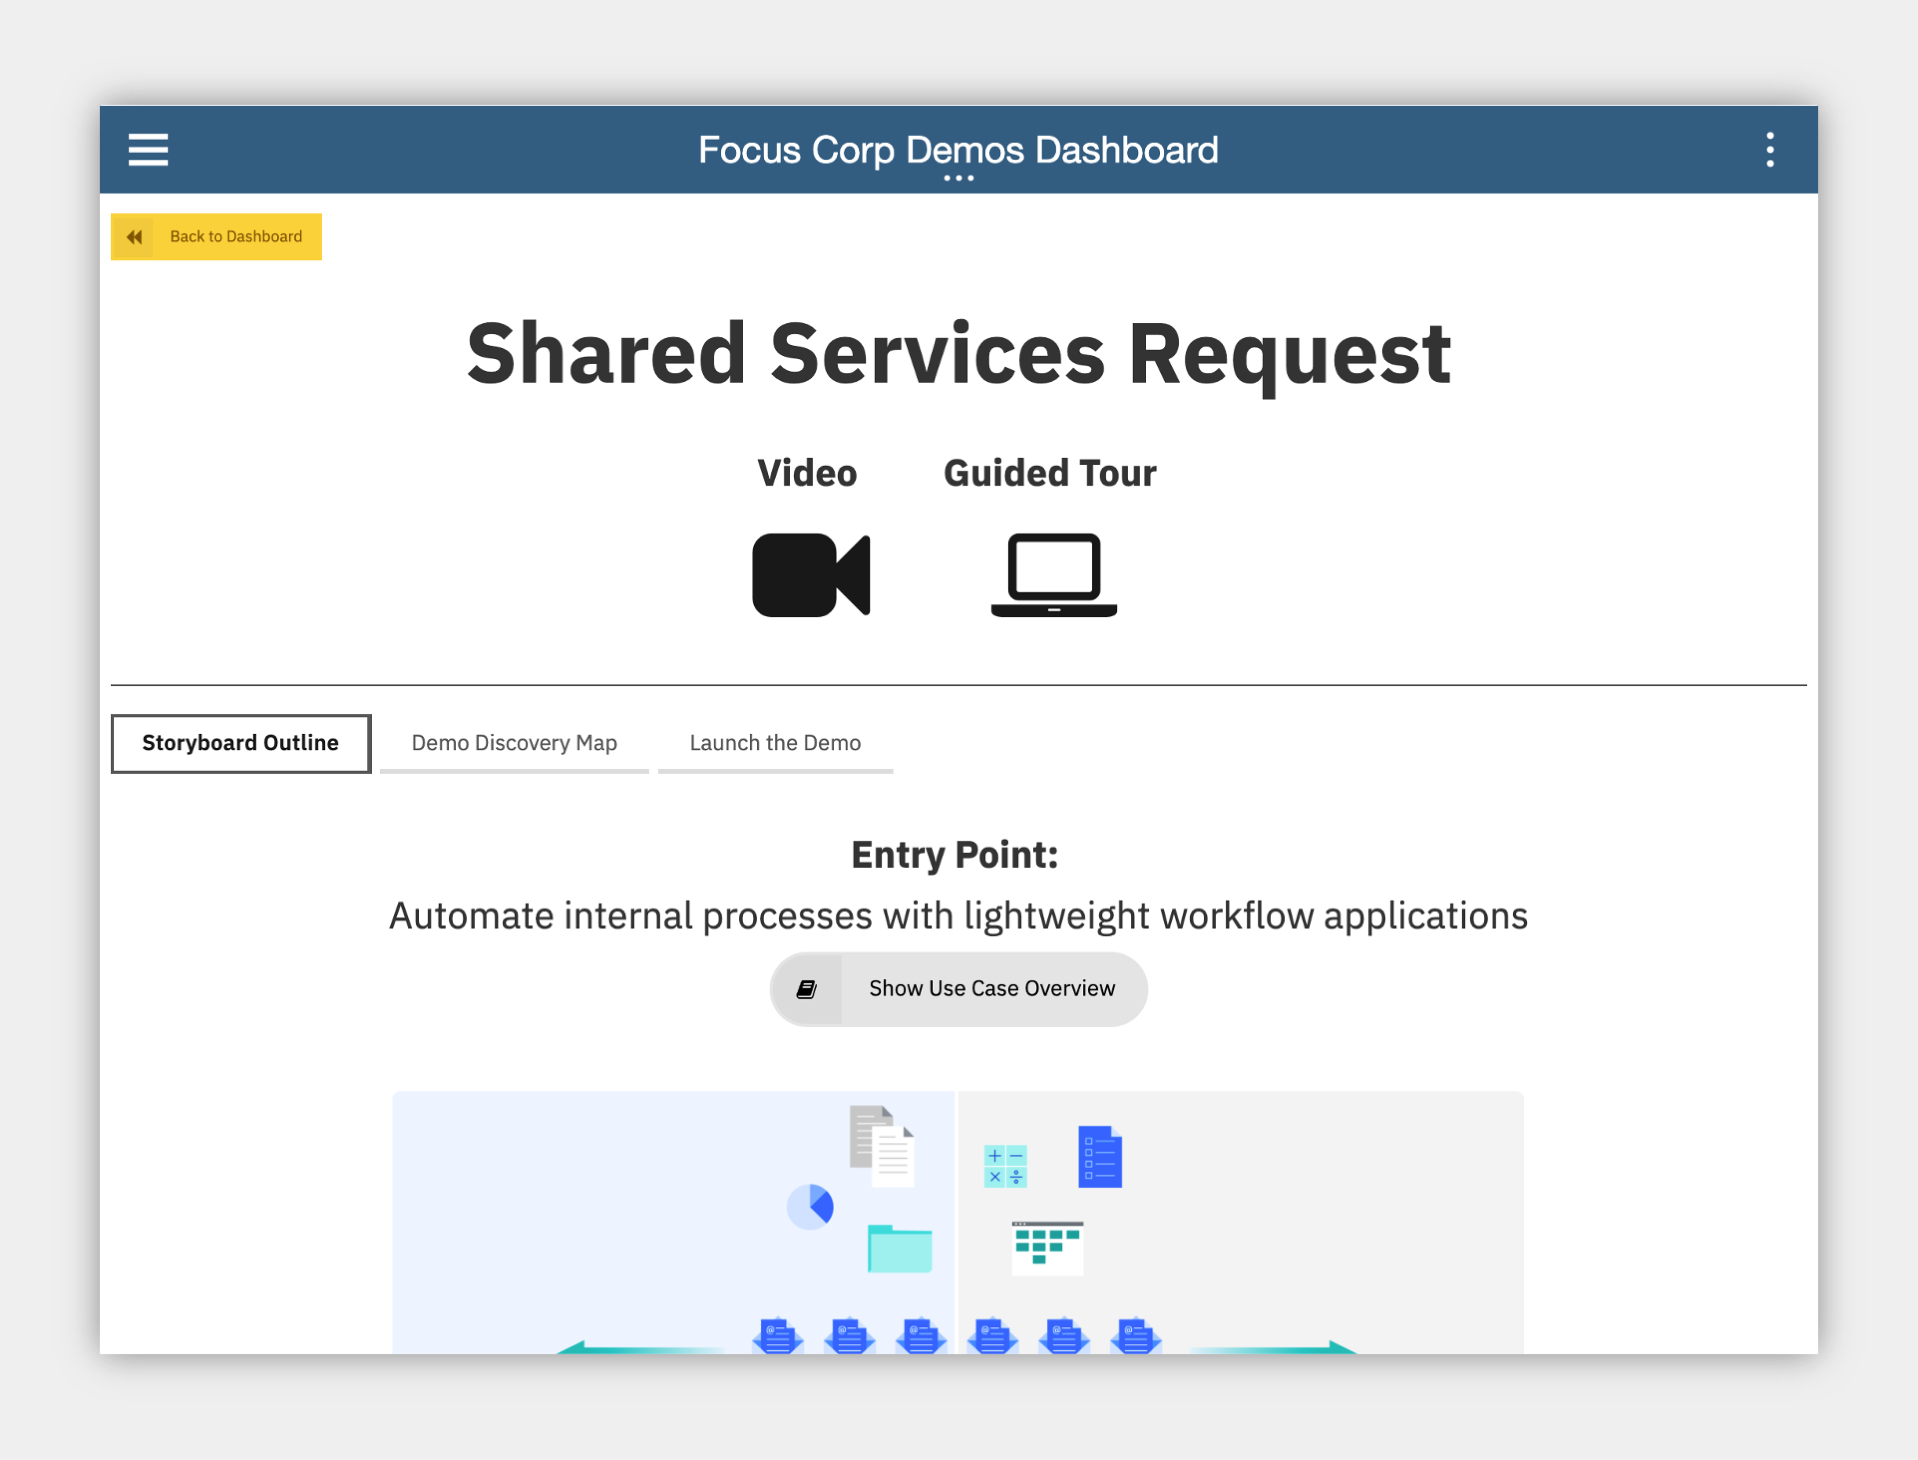 Focus Corp Demos Dashboard
Back to Dashboard
Shared Services Request
Video
Guided Tour
Storyboard Outline
Demo Discovery Map
Launch the Demo
Entry Point:
Automate internal processes with lightweight workflow applications
Show Use Case Overview